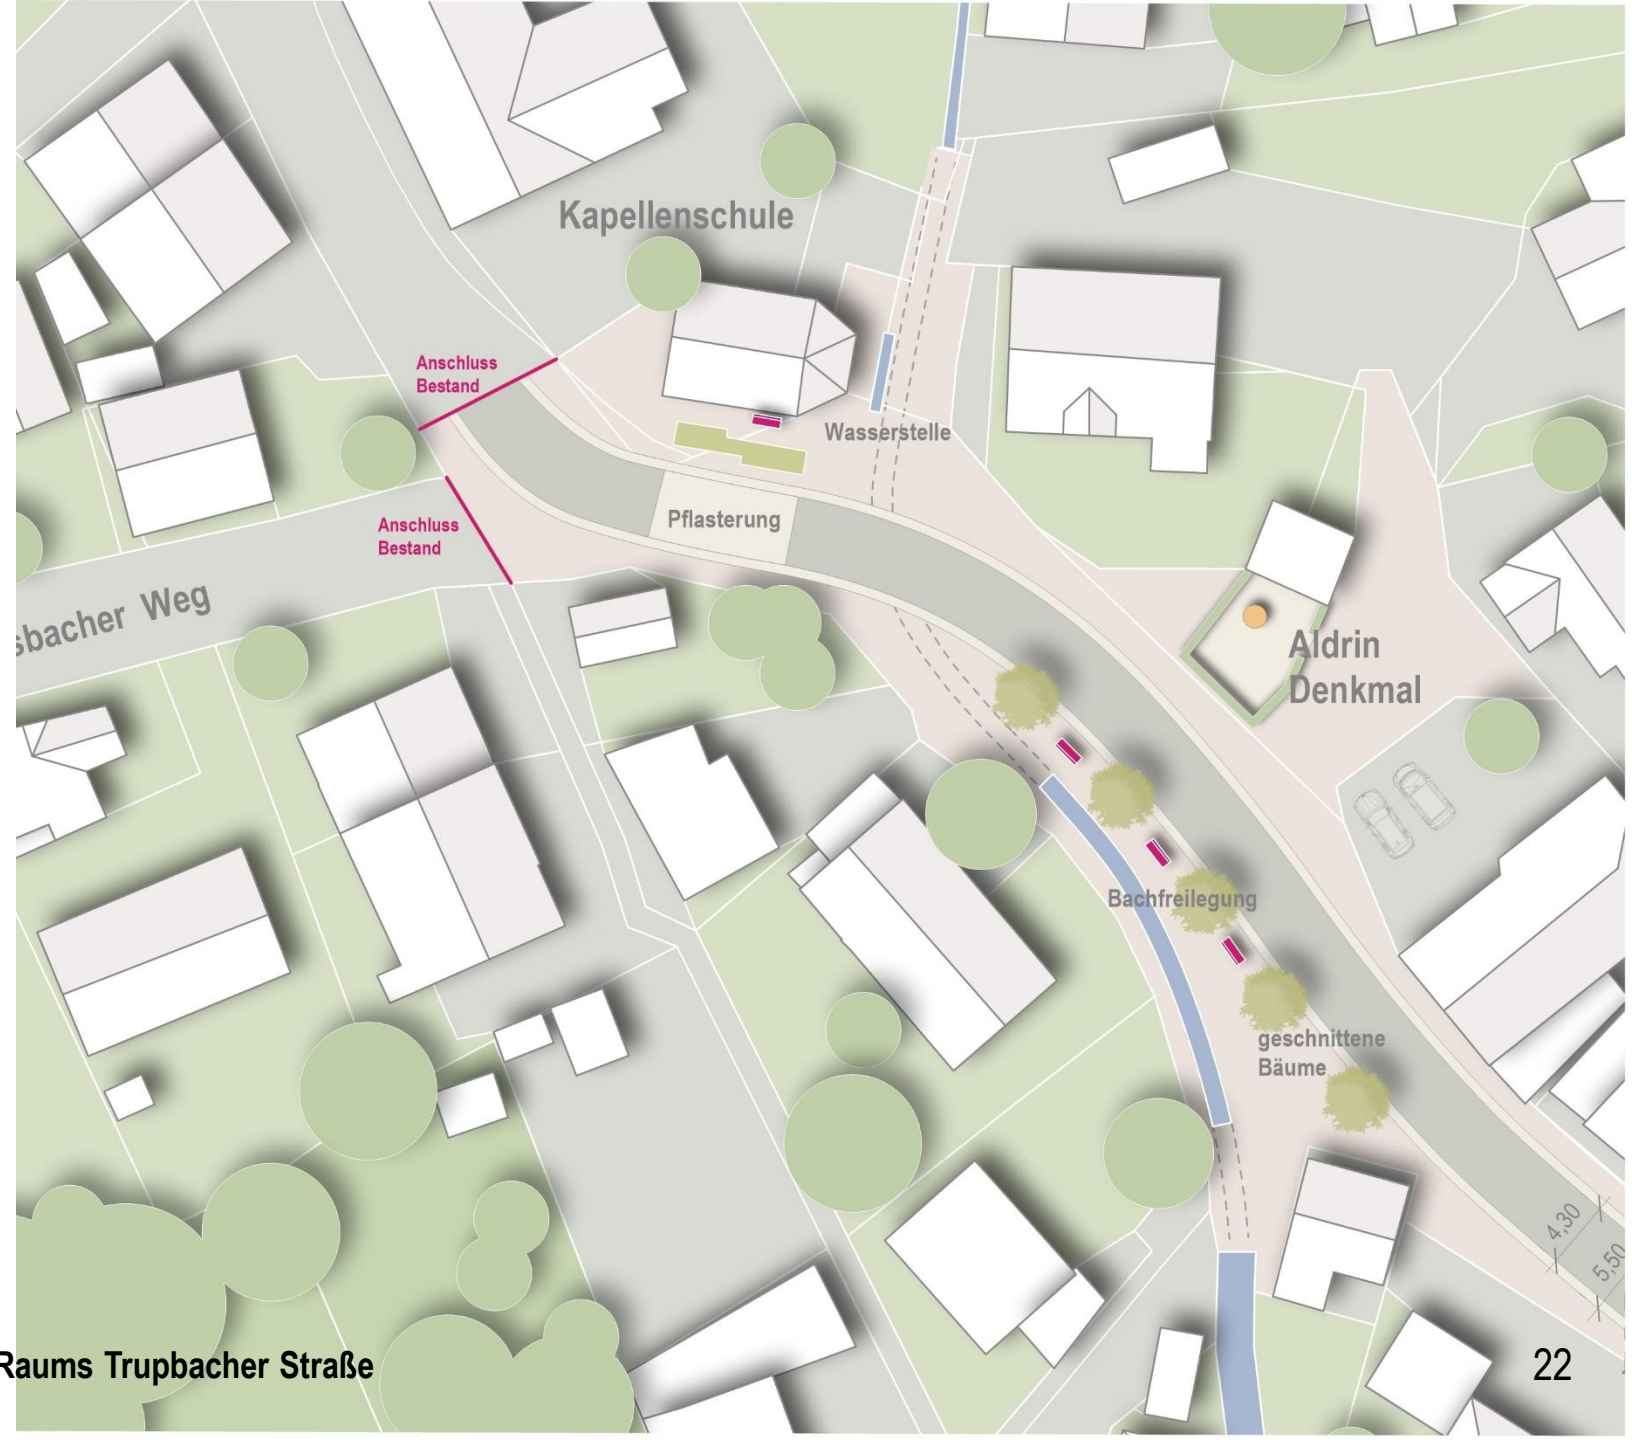 Kapellenschule
Anschluss
Bestand
Wasserstelle
Anschluss
Bestand
Pflasterung
sbacher Weg
Aldrin
Denkmal
Bachfreilegung
geschnittene
Bäume
4,30
5,50
Raums Trupbacher Straße
22